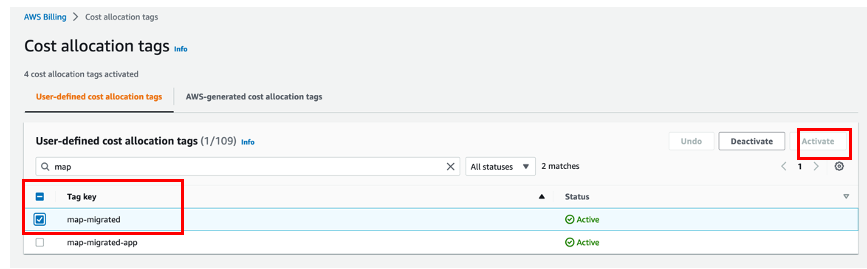 AWS Billing > Cost allocation tags
Cost allocation tags Info
4 cost allocation tags activated
User-defined cost allocation tags AWS-generated cost allocation tags
User-defined cost allocation tags (1/109) Info Undo Deactivate Activate
map All statuses 2 matches < 1 >
Tag key Status
map-migrated Active
map-migrated-app Active